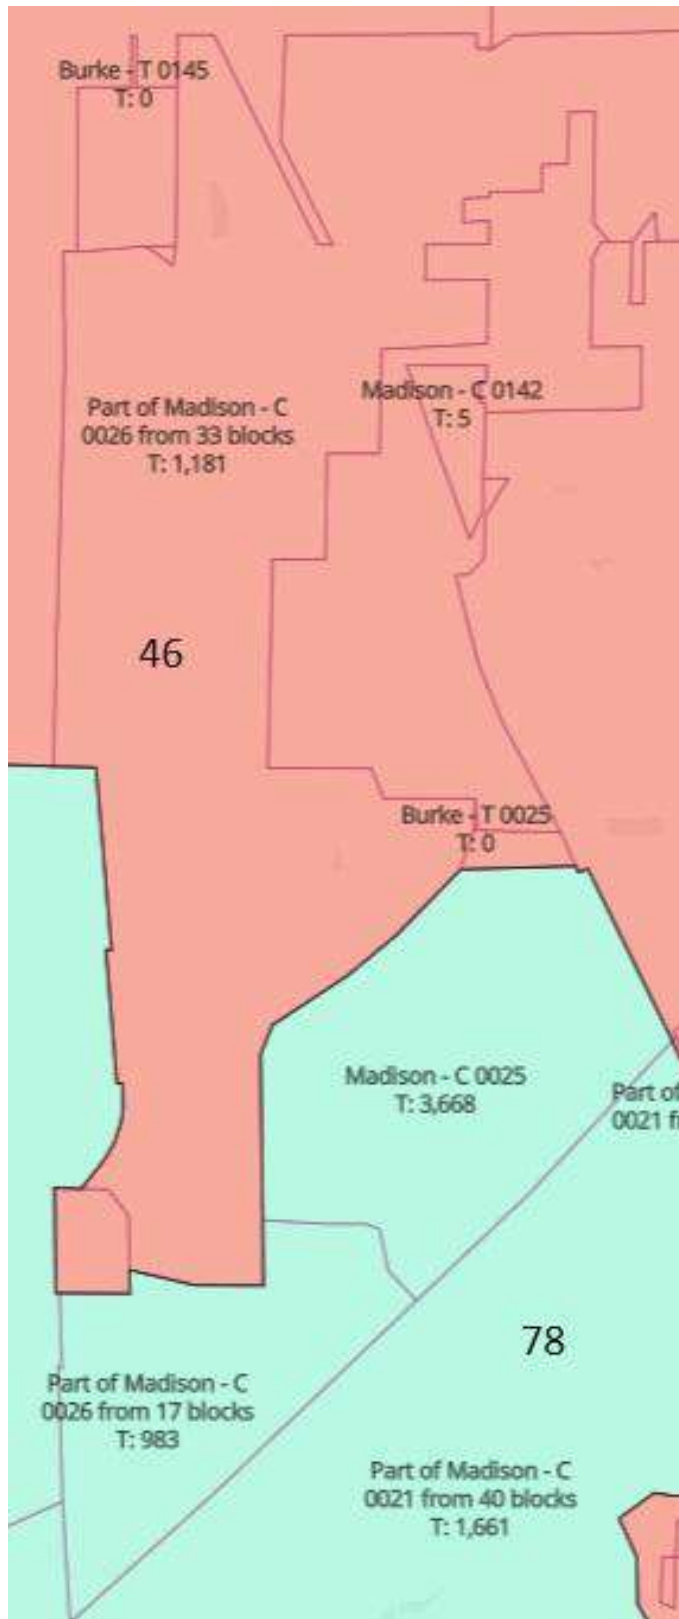 Burke - T 0145
T: 0
Madison - C 0142
T: 5
Part of Madison - C
0026 from 33 blocks
T: 1,181
46
Burke - T 0025
T: 0
Madison - C 0025
T: 3,668
Part of
0021 f
78
Part of Madison - C
0026 from 17 blocks
T: 983
Part of Madison - C
0021 from 40 blocks
T: 1,661